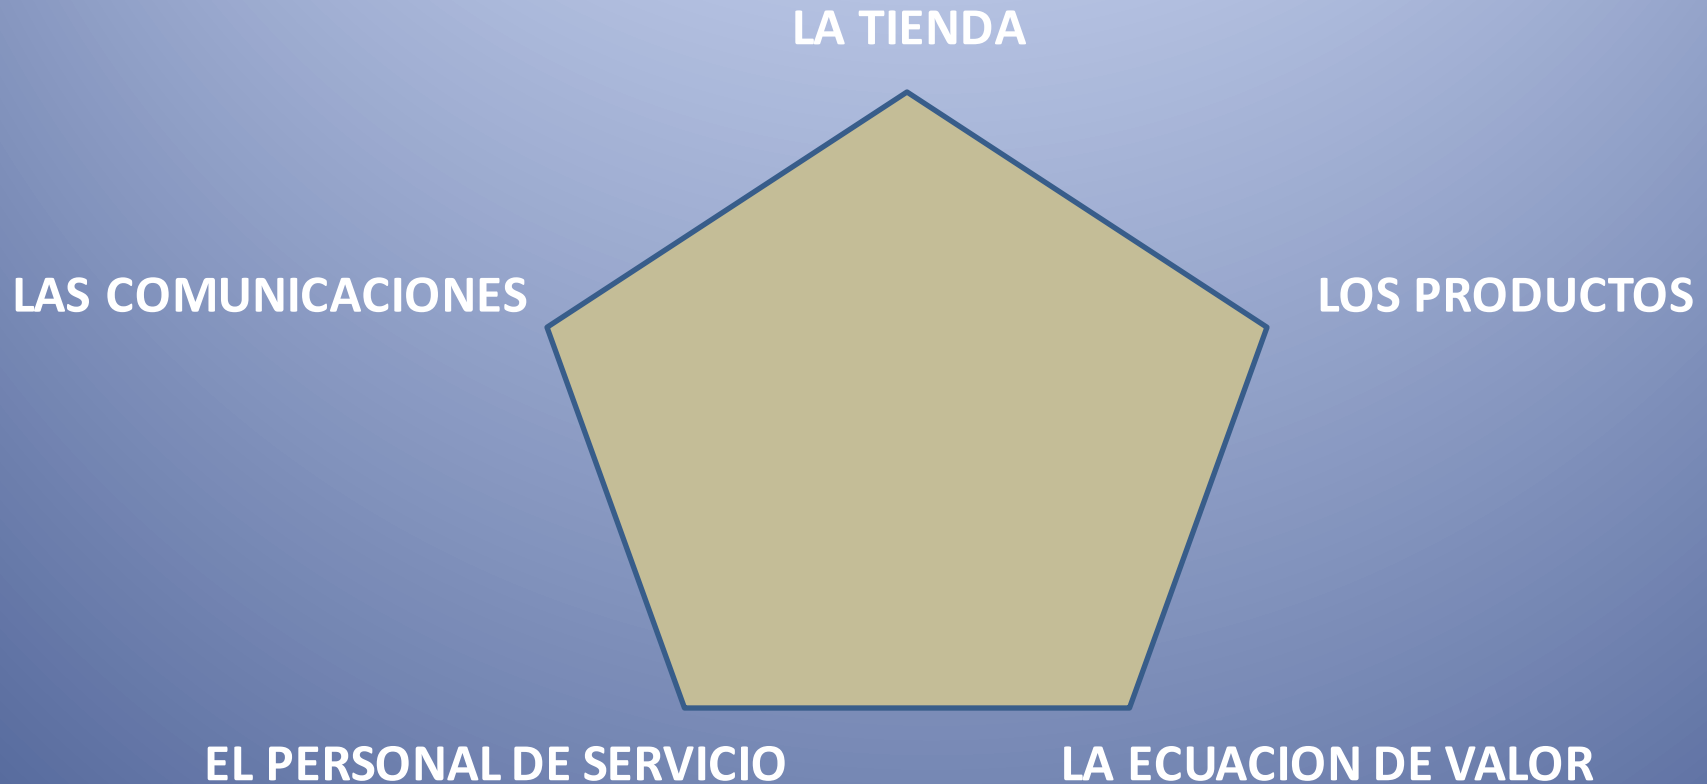 LA TIENDA
LAS COMUNICACIONES
LOS PRODUCTOS
EL PERSONAL DE SERVICIO
LA ECUACION DE VALOR